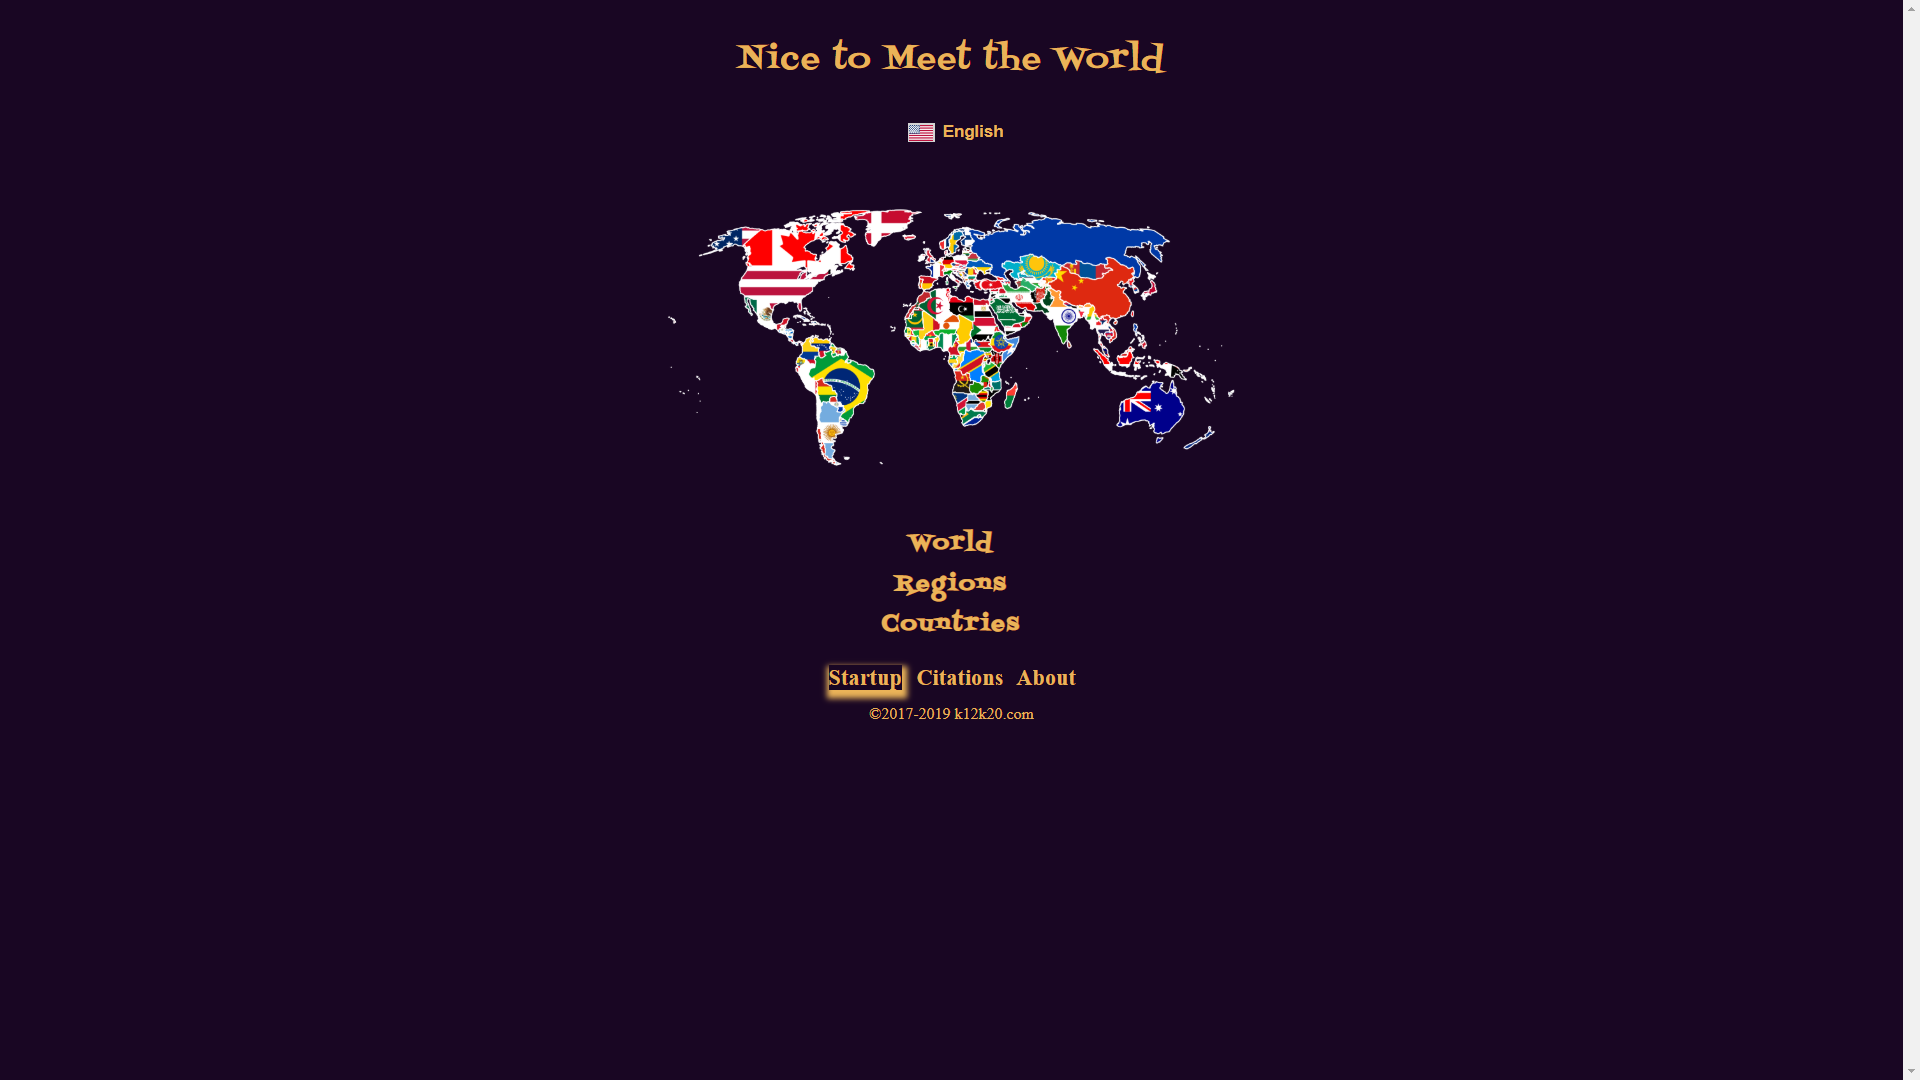 Nice to Meet the World
English
World
Regions
Countries
Startup Citations About
©2017-2019 k12k20.com